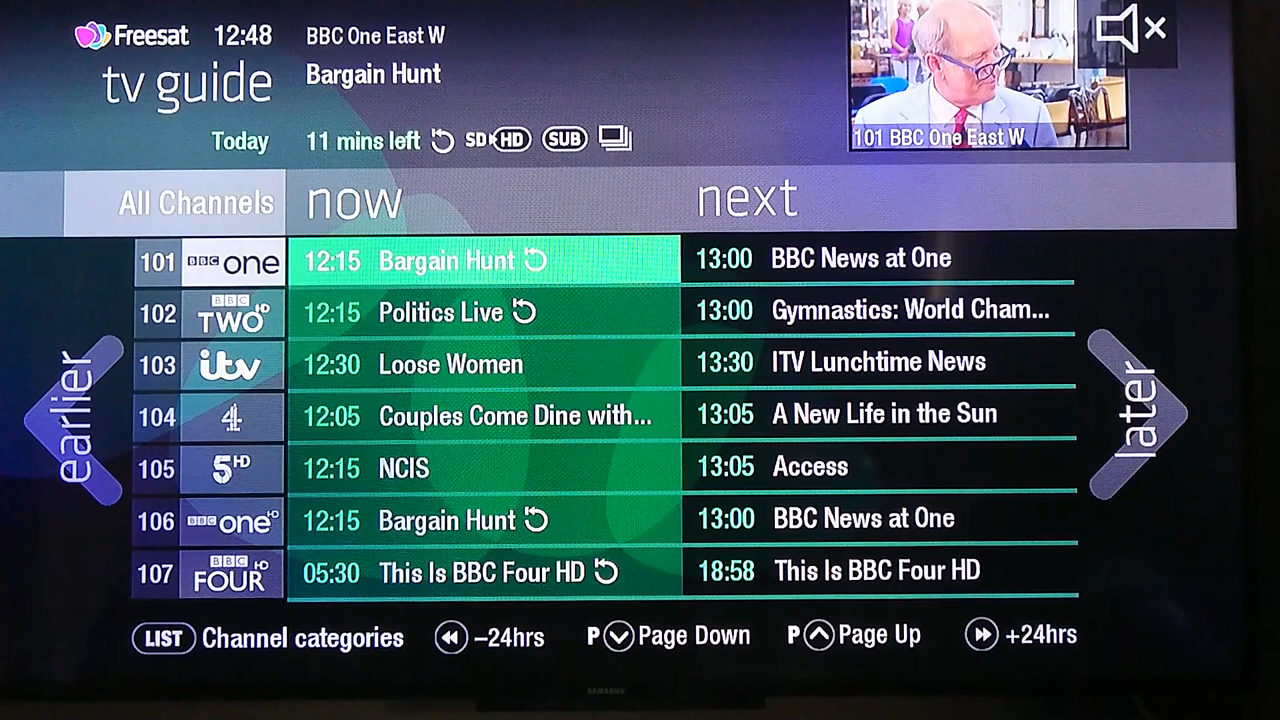 Freesat 12:48 BBC One East W
tv guide Bargain Hunt
Today 11 mins left SD HD SUB
101 BBC One East W
All Channels now next
101 BBC one 12:15 Bargain Hunt 13:00 BBC News at One
102 BBC TWO HD 12:15 Politics Live 13:00 Gymnastics: World Cham...
103 itv 12:30 Loose Women 13:30 ITV Lunchtime News
104 4 12:05 Couples Come Dine with... 13:05 A New Life in the Sun
105 5 HD 12:15 NCIS 13:05 Access
106 BBC one HD 12:15 Bargain Hunt 13:00 BBC News at One
107 BBC FOUR HD 05:30 This Is BBC Four HD 18:58 This Is BBC Four HD
earlier
later
LIST Channel categories −24hrs P Page Down P Page Up +24hrs
SAMSUNG